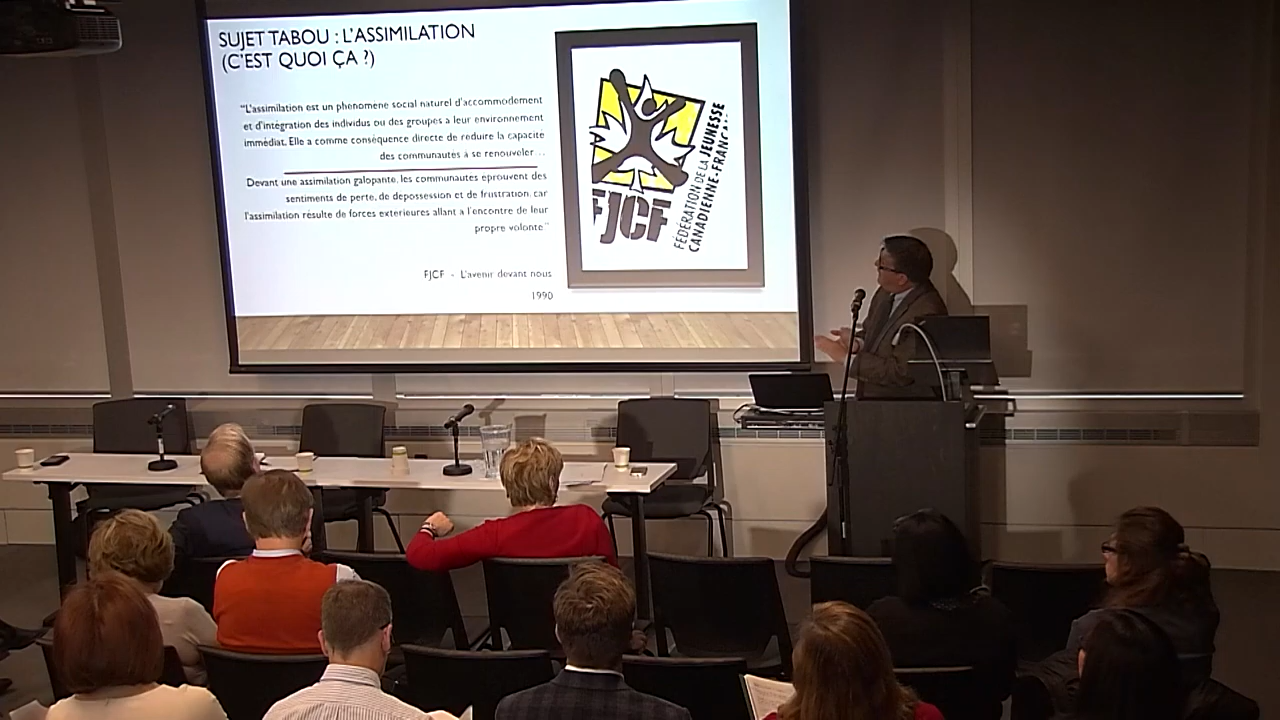 SUJET TABOU : L'ASSIMILATION
(C'EST QUOI ÇA ?)
"L'assimilation est un phenomene social naturel d'accommodement
et d'intégration des individus ou des groupes a leur environnement
immédiat. Elle a comme conséquence directe de reduire la capacité
des communautes à se renouveler ...
Devant une assimilation galopante, les communautes eprouvent des
sentiments de perte, de depossession et de frustration, car
l'assimilation résulte de forces exterieures allant a l'encontre de leur
propre volonte"
FJCF - L'avenir devant nous
1990
FJCF
FÉDÉRATION DE LA JEUNESSE
CANADIENNE-FRANÇAI